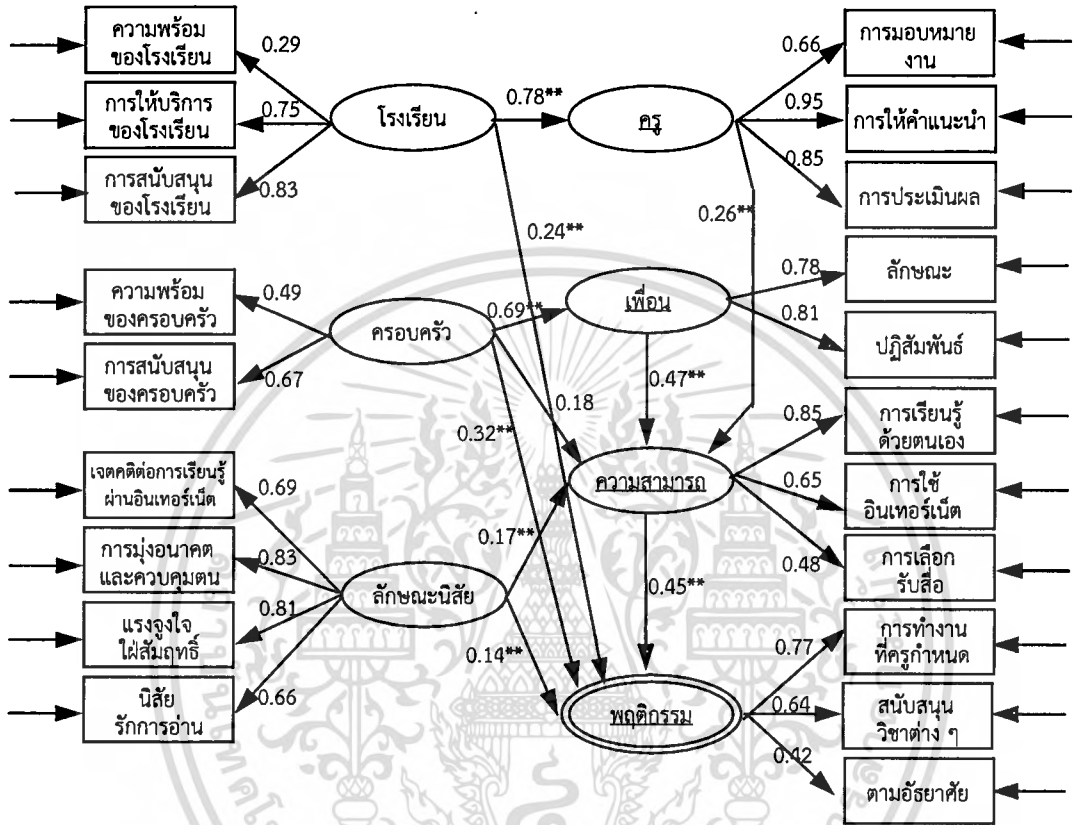 ความพร้อม
ของโรงเรียน
0.29
การให้บริการ
ของโรงเรียน
0.75
การสนับสนุน
ของโรงเรียน
0.83
โรงเรียน
0.78**
ครู
0.66
การมอบหมาย
งาน
0.95
การให้คำแนะนำ
0.85
การประเมินผล
0.24**
0.26**
ความพร้อม
ของครอบครัว
0.49
การสนับสนุน
ของครอบครัว
0.67
ครอบครัว
0.69**
เพื่อน
0.78
ลักษณะ
0.81
ปฏิสัมพันธ์
0.47**
0.18
0.32**
เจตคติต่อการเรียนรู้
ผ่านอินเทอร์เน็ต
0.69
การมุ่งอนาคต
และควบคุมตน
0.83
แรงจูงใจ
ใฝ่สัมฤทธิ์
0.81
นิสัย
รักการอ่าน
0.66
ลักษณะนิสัย
0.17**
0.14**
ความสามารถ
0.85
การเรียนรู้
ด้วยตนเอง
0.65
การใช้
อินเทอร์เน็ต
0.48
การเลือก
รับสื่อ
0.45**
พฤติกรรม
0.77
การทำงาน
ที่ครูกำหนด
0.64
สนับสนุน
วิชาต่าง ๆ
0.42
ตามอัธยาศัย